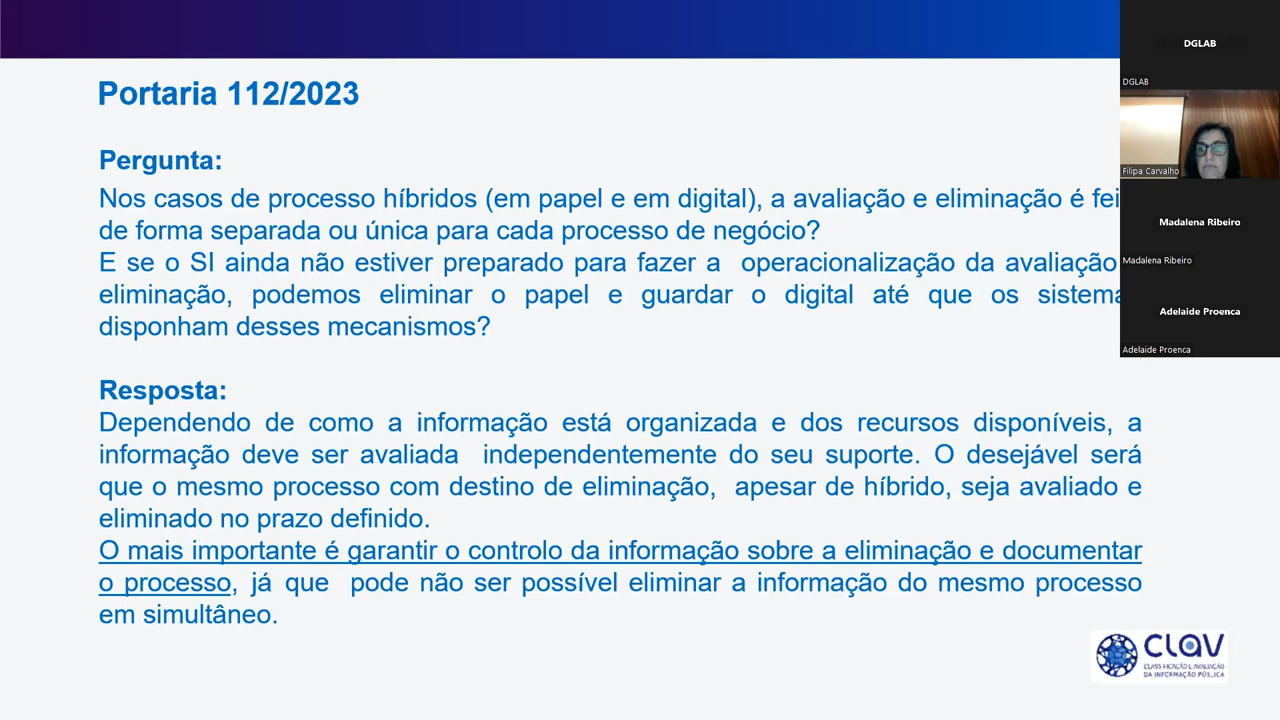 Portaria 112/2023
Pergunta:
Nos casos de processo híbridos (em papel e em digital), a avaliação e eliminação é fei
de forma separada ou única para cada processo de negócio?
E se o SI ainda não estiver preparado para fazer a operacionalização da avaliação
eliminação, podemos eliminar o papel e guardar o digital até que os sistema
disponham desses mecanismos?
Resposta:
Dependendo de como a informação está organizada e dos recursos disponíveis, a
informação deve ser avaliada independentemente do seu suporte. O desejável será
que o mesmo processo com destino de eliminação, apesar de híbrido, seja avaliado e
eliminado no prazo definido.
O mais importante é garantir o controlo da informação sobre a eliminação e documentar
o processo, já que pode não ser possível eliminar a informação do mesmo processo
em simultâneo.
DGLAB
DGLAB
Filipa Carvalho
Madalena Ribeiro
Madalena Ribeiro
Adelaide Proenca
Adelaide Proenca
CLAV
CLASSIFICAÇÃO E AVALIAÇÃO
DA INFORMAÇÃO PÚBLICA